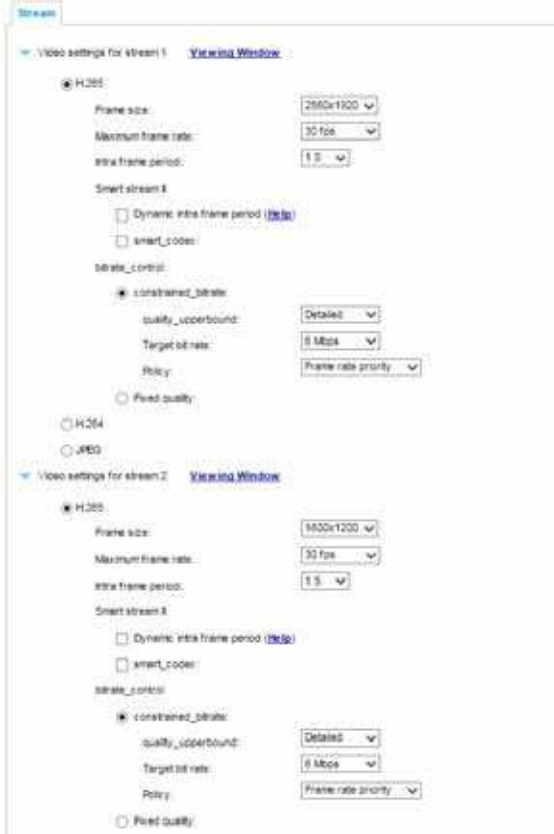 Stream
Video settings for stream 1 Viewing Window
H.265
Frame size: 2560x1920
Maximum frame rate: 30 fps
Intra frame period: 1 S
Smart stream II
Dynamic intra frame period (Help)
smart_codec:
bitrate_control:
constrained_bitrate:
quality_upperbound: Detailed
Target bit rate: 6 Mbps
Policy: Frame rate priority
Fixed quality:
H.264
JPEG
Video settings for stream 2 Viewing Window
H.265
Frame size: 1600x1200
Maximum frame rate: 30 fps
Intra frame period: 1 S
Smart stream II
Dynamic intra frame period (Help)
smart_codec:
bitrate_control:
constrained_bitrate:
quality_upperbound: Detailed
Target bit rate: 6 Mbps
Policy: Frame rate priority
Fixed quality: